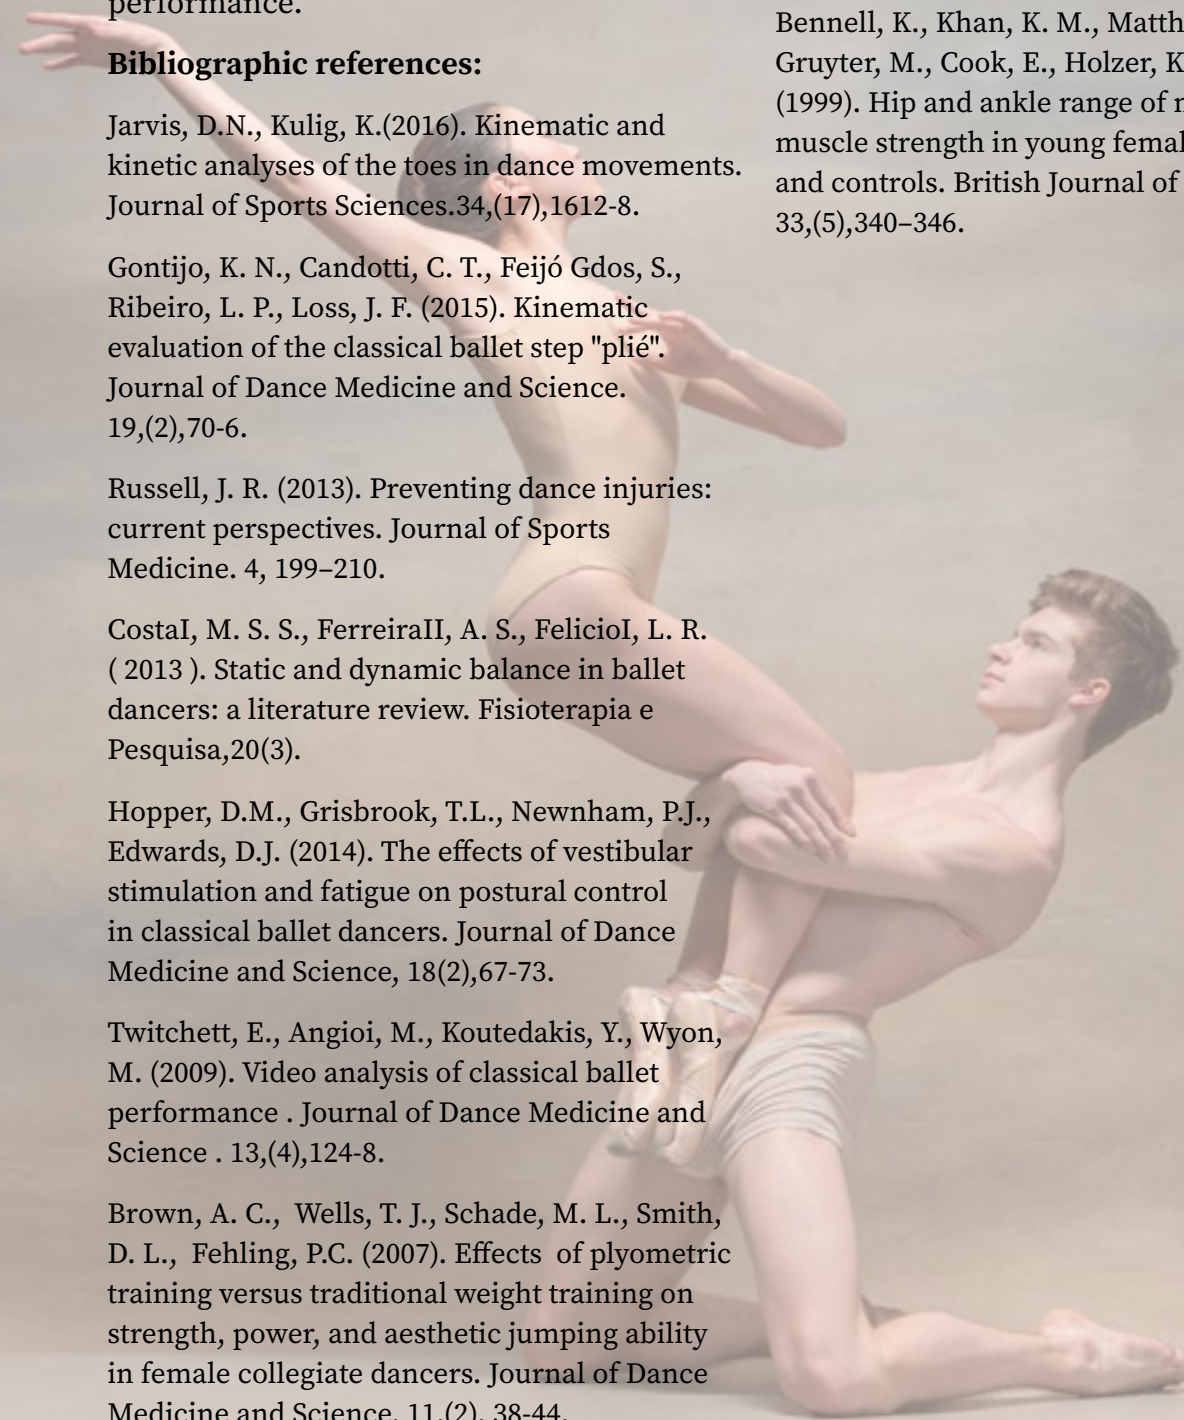 performance.
Bibliographic references:
Jarvis, D.N., Kulig, K.(2016). Kinematic and
kinetic analyses of the toes in dance movements.
Journal of Sports Sciences.34,(17),1612-8.
Gontijo, K. N., Candotti, C. T., Feijó Gdos, S.,
Ribeiro, L. P., Loss, J. F. (2015). Kinematic
evaluation of the classical ballet step "plié".
Journal of Dance Medicine and Science.
19,(2),70-6.
Russell, J. R. (2013). Preventing dance injuries:
current perspectives. Journal of Sports
Medicine. 4, 199–210.
CostaI, M. S. S., FerreiraII, A. S., FelicioI, L. R.
( 2013 ). Static and dynamic balance in ballet
dancers: a literature review. Fisioterapia e
Pesquisa,20(3).
Hopper, D.M., Grisbrook, T.L., Newnham, P.J.,
Edwards, D.J. (2014). The effects of vestibular
stimulation and fatigue on postural control
in classical ballet dancers. Journal of Dance
Medicine and Science, 18(2),67-73.
Twitchett, E., Angioi, M., Koutedakis, Y., Wyon,
M. (2009). Video analysis of classical ballet
performance . Journal of Dance Medicine and
Science . 13,(4),124-8.
Brown, A. C.,  Wells, T. J., Schade, M. L., Smith,
D. L.,  Fehling, P.C. (2007). Effects  of plyometric
training versus traditional weight training on
strength, power, and aesthetic jumping ability
in female collegiate dancers. Journal of Dance
Medicine and Science. 11,(2), 38-44.
Bennell, K., Khan, K. M., Matth
Gruyter, M., Cook, E., Holzer, K
(1999). Hip and ankle range of
muscle strength in young femal
and controls. British Journal of
33,(5),340–346.